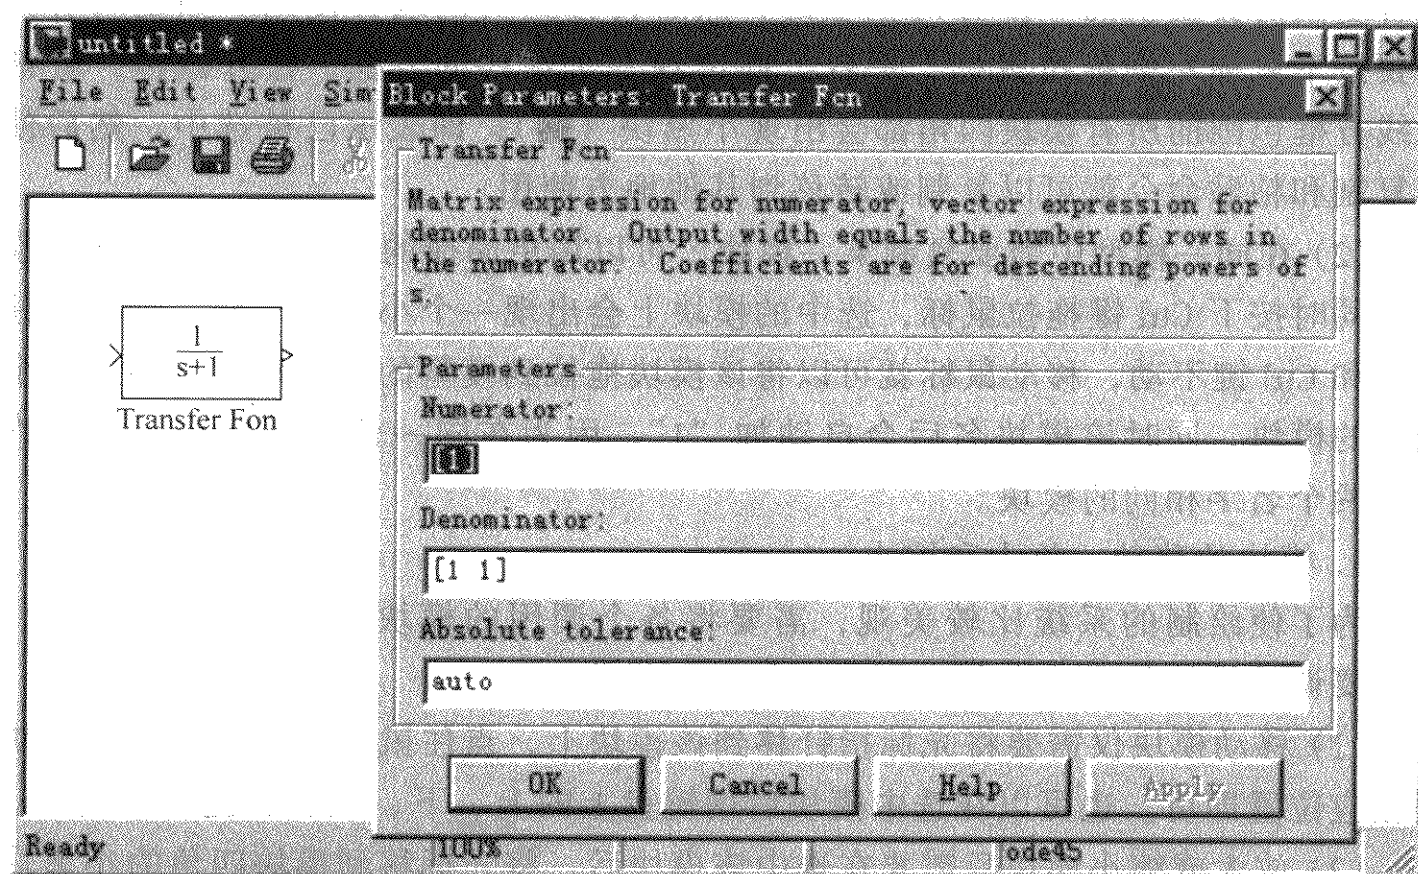 untitled *
File Edit View Sim
Block Parameters: Transfer Fcn
Transfer Fcn
Matrix expression for numerator, vector expression for
denominator. Output width equals the number of rows in
the numerator. Coefficients are for descending powers of
s.
1
s+1
Transfer Fon
Parameters
Numerator:
[1]
Denominator:
[1 1]
Absolute tolerance:
auto
OK Cancel Help Apply
Ready 100% ode45